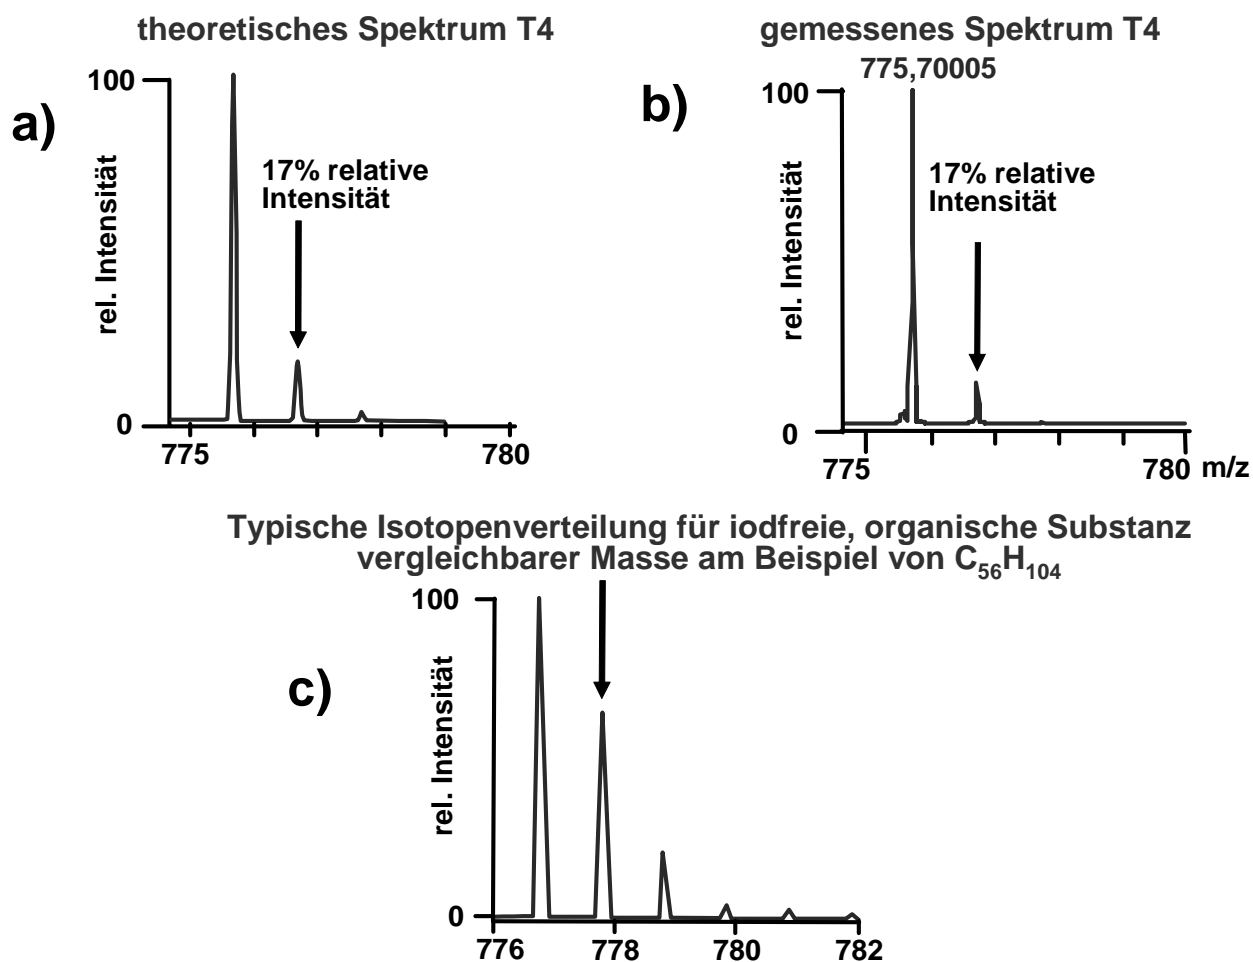 theoretisches Spektrum T4
a)
100
rel. Intensität
17% relative
Intensität
0
775
780
gemessenes Spektrum T4
775,70005
b)
100
rel. Intensität
17% relative
Intensität
0
775
780 m/z
Typische Isotopenverteilung für iodfreie, organische Substanz
vergleichbarer Masse am Beispiel von C₅₆H₁₀₄
c)
100
rel. Intensität
0
776
778
780
782